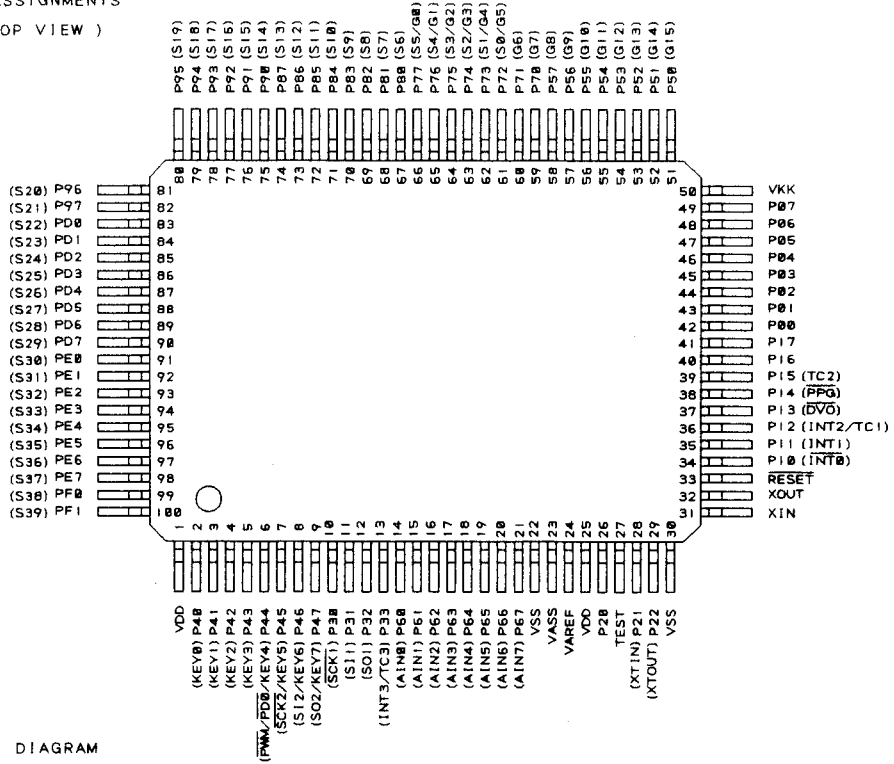 ASSIGNMENTS
OP VIEW )
P95 (S19)
P94 (S18)
P93 (S17)
P92 (S16)
P91 (S15)
P90 (S14)
P87 (S13)
P86 (S12)
P85 (S11)
P84 (S10)
P83 (S9)
P82 (S8)
P81 (S7)
P80 (S6)
P77 (S5/G0)
P76 (S4/G1)
P75 (S3/G2)
P74 (S2/G3)
P73 (S1/G4)
P72 (S0/G5)
P71 (G6)
P70 (G7)
P57 (G8)
P56 (G9)
P55 (G10)
P54 (G11)
P53 (G12)
P52 (G13)
P51 (G14)
P50 (G15)
80 79 78 77 76 75 74 73 72 71 70 69 68 67 66 65 64 63 62 61 60 59 58 57 56 55 54 53 52 51
(S20) P96 81
(S21) P97 82
(S22) PD0 83
(S23) PD1 84
(S24) PD2 85
(S25) PD3 86
(S26) PD4 87
(S27) PD5 88
(S28) PD6 89
(S29) PD7 90
(S30) PE0 91
(S31) PE1 92
(S32) PE2 93
(S33) PE3 94
(S34) PE4 95
(S35) PE5 96
(S36) PE6 97
(S37) PE7 98
(S38) PF0 99
(S39) PF1 100
50 VKK
49 P07
48 P06
47 P05
46 P04
45 P03
44 P02
43 P01
42 P00
41 P17
40 P16
39 P15 (TC2)
38 P14 (PPG)
37 P13 (DVO)
36 P12 (INT2/TC1)
35 P11 (INT1)
34 P10 (INT0)
33 RESET
32 XOUT
31 XIN
1 2 3 4 5 6 7 8 9 10 11 12 13 14 15 16 17 18 19 20 21 22 23 24 25 26 27 28 29 30
VDD
(KEY0) P40
(KEY1) P41
(KEY2) P42
(KEY3) P43
(PWM/PD0/KEY4) P44
(SCK2/KEY5) P45
(SI2/KEY6) P46
(SO2/KEY7) P47
(SCK1) P30
(SI1) P31
(SO1) P32
(INT3/TC3) P33
(AIN0) P60
(AIN1) P61
(AIN2) P62
(AIN3) P63
(AIN4) P64
(AIN5) P65
(AIN6) P66
(AIN7) P67
VSS
VASS
VAREF
VDD
P20
TEST
(XTIN) P21
(XTOUT) P22
VSS
DIAGRAM